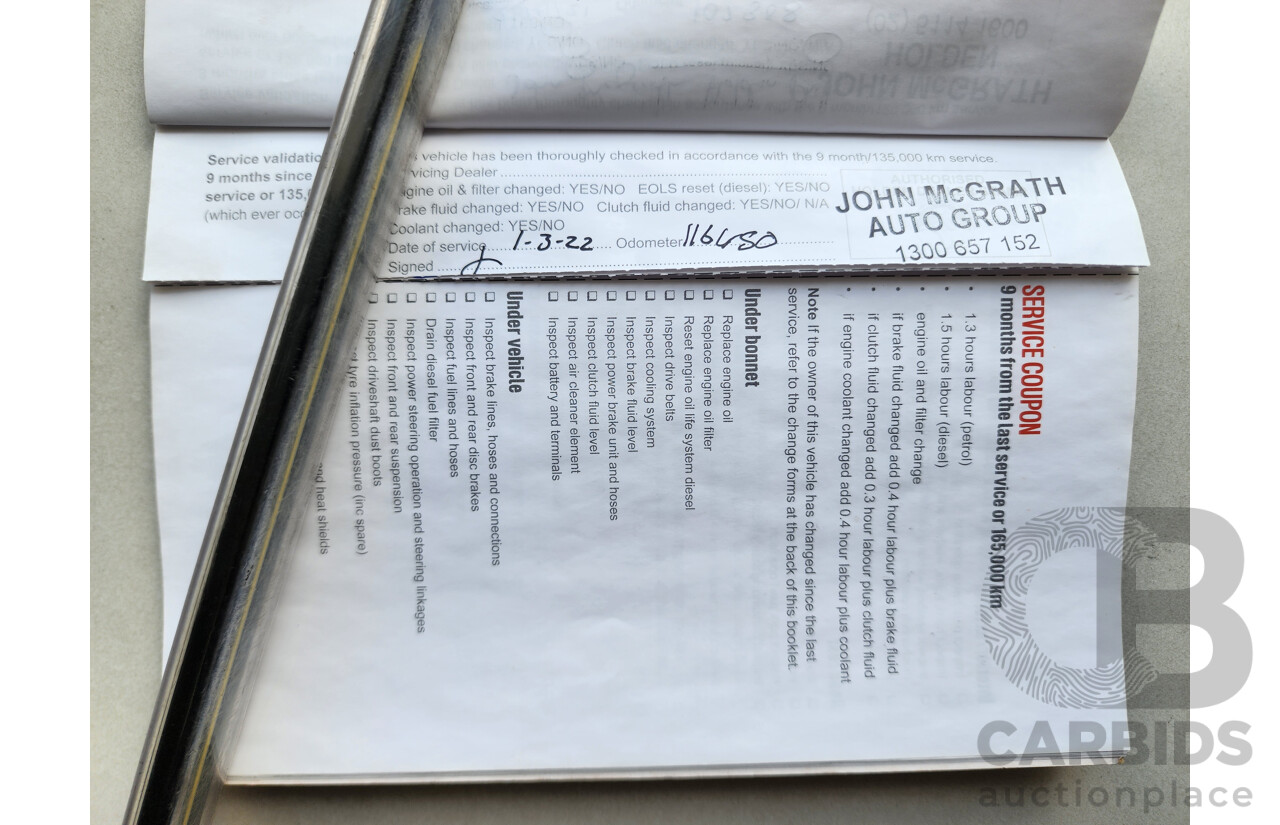 (02) 6114 1600
HOLDEN
JOHN McGRATH
Service validatio
9 months since
service or 135,
(which ever occ
vehicle has been thoroughly checked in accordance with the 9 month/135,000 km service.
vicing Dealer
gine oil & filter changed: YES/NO EOLS reset (diesel): YES/NO
rake fluid changed: YES/NO Clutch fluid changed: YES/NO/ N/A
Coolant changed: YES/NO
Date of service 1-3-22 Odometer
Signed
AUTHORISED
JOHN McGRATH
AUTO GROUP
1300 657 152
SERVICE COUPON
9 months from the last service or 165,000 km
• 1.3 hours labour (petrol)
• 1.5 hours labour (diesel)
• engine oil and filter change
• if brake fluid changed add 0.4 hour labour plus brake fluid
• if clutch fluid changed add 0.3 hour labour plus clutch fluid
• if engine coolant changed add 0.4 hour labour plus coolant
Note If the owner of this vehicle has changed since the last
service, refer to the change forms at the back of this booklet.
Under bonnet
❏ Replace engine oil
❏ Replace engine oil filter
❏ Reset engine oil life system diesel
❏ Inspect drive belts
❏ Inspect cooling system
❏ Inspect brake fluid level
❏ Inspect power brake unit and hoses
❏ Inspect clutch fluid level
❏ Inspect air cleaner element
❏ Inspect battery and terminals
Under vehicle
❏ Inspect brake lines, hoses and connections
❏ Inspect front and rear disc brakes
❏ Inspect fuel lines and hoses
❏ Drain diesel fuel filter
❏ Inspect power steering operation and steering linkages
❏ Inspect front and rear suspension
❏ Inspect driveshaft dust boots
tyre inflation pressure (inc spare)
and heat shields
CB
CARBIDS
auctionplace